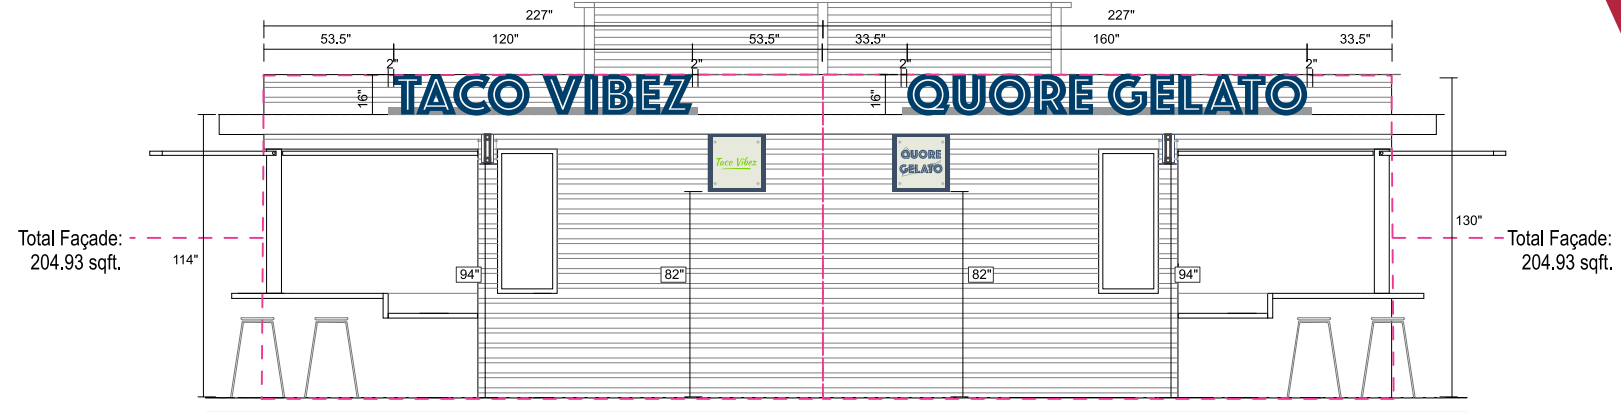 227"
227"
53.5"
120"
53.5"
33.5"
160"
33.5"
2"
2"
2"
2"
16"
TACO VIBEZ
16"
QUORE GELATO
Taco Vibez
QUORE
GELATO
130"
Total Façade:
204.93 sqft.
114"
94"
82"
82"
94"
Total Façade:
204.93 sqft.